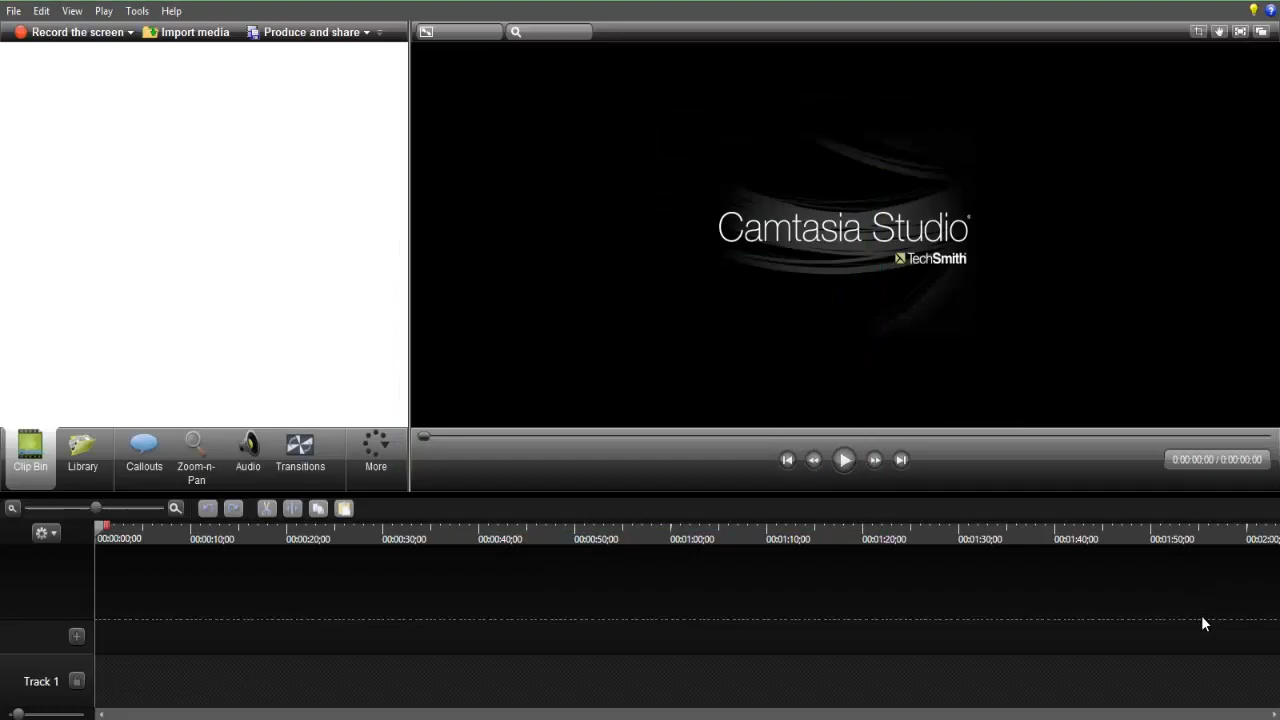 File Edit View Play Tools Help
Record the screen Import media Produce and share
Camtasia Studio®
TechSmith
Clip Bin Library Callouts Zoom-n-Pan Audio Transitions More
0:00:00;00 / 0:00:00;00
00:00:00;00 00:00:10;00 00:00:20;00 00:00:30;00 00:00:40;00 00:00:50;00 00:01:00;00 00:01:10;00 00:01:20;00 00:01:30;00 00:01:40;00 00:01:50;00 00:02:00;
Track 1